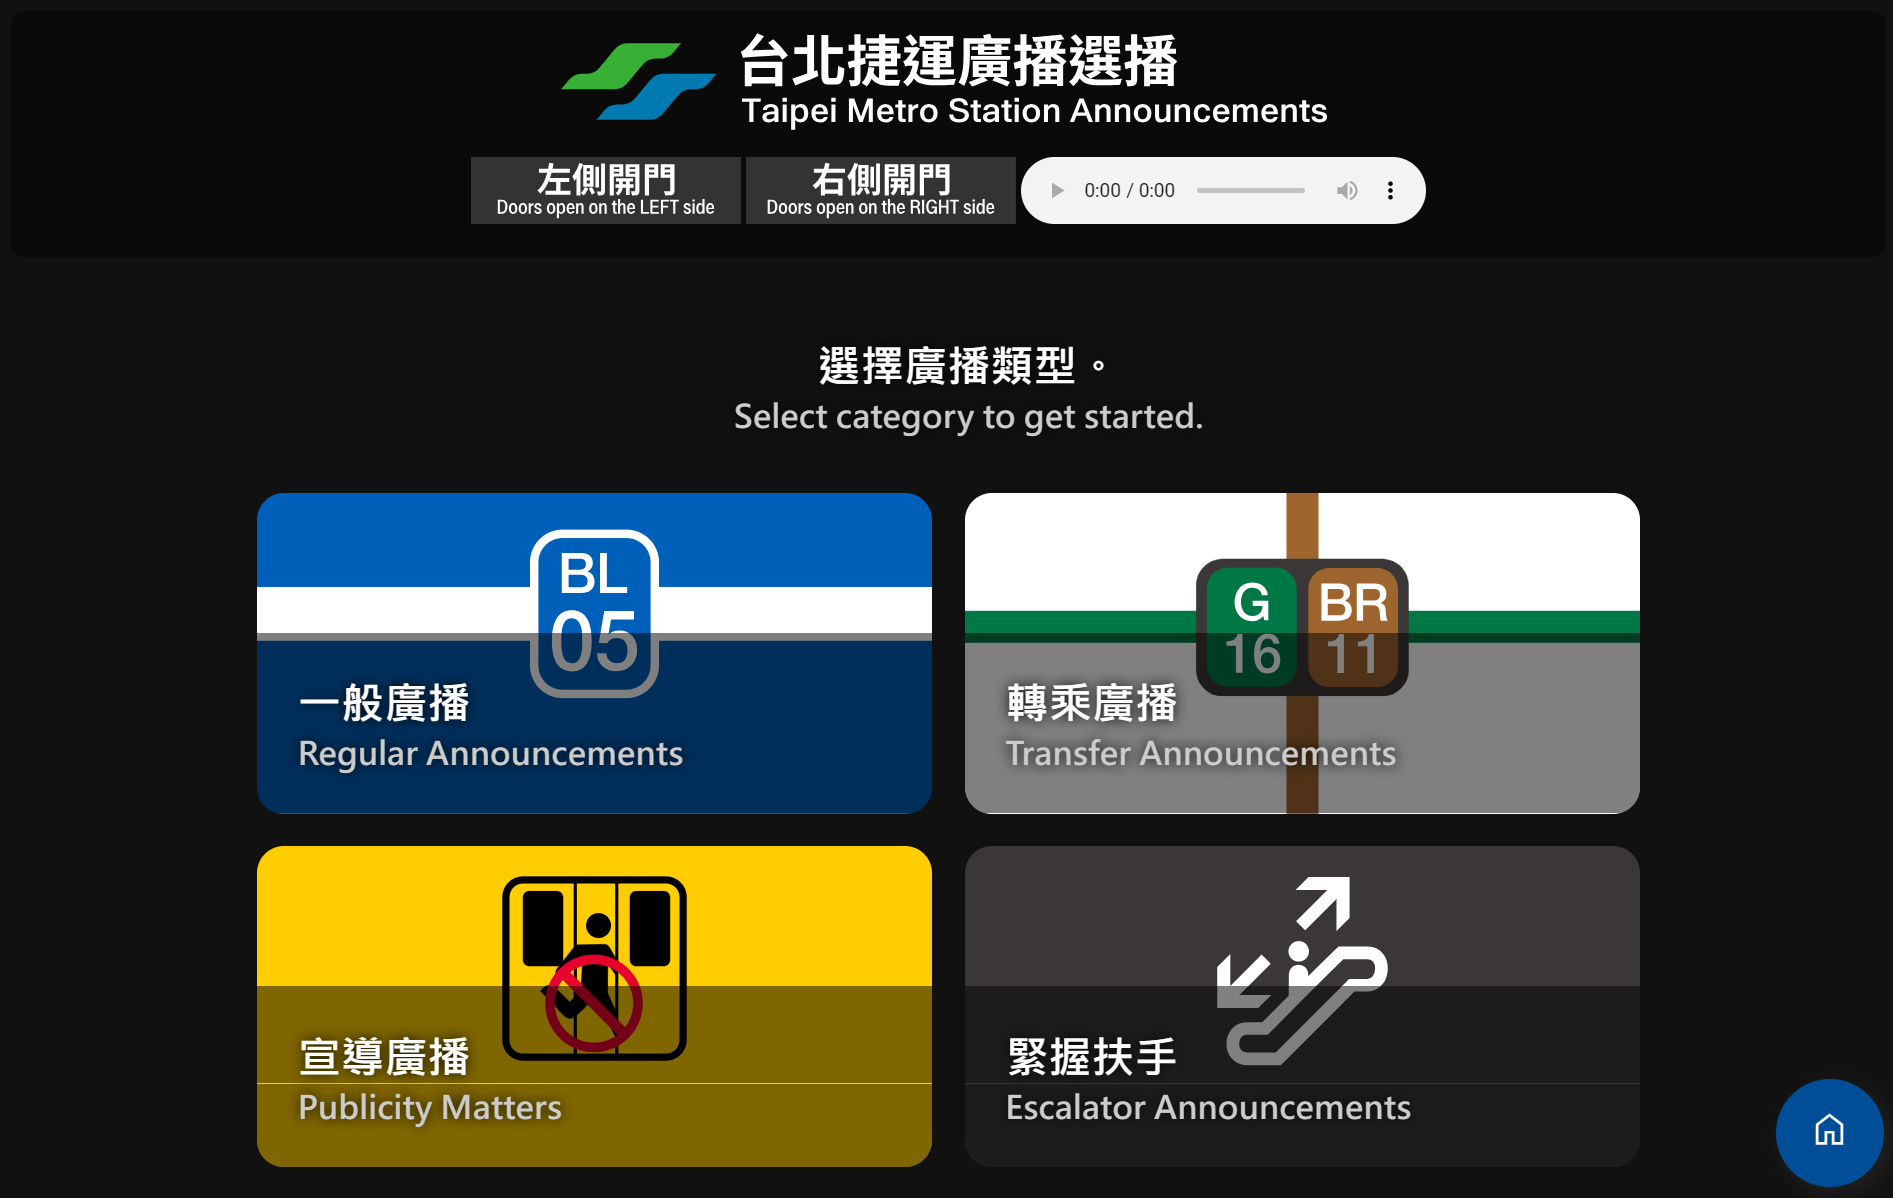 台北捷運廣播選播
Taipei Metro Station Announcements
左側開門
Doors open on the LEFT side
右側開門
Doors open on the RIGHT side
0:00 / 0:00
選擇廣播類型。
Select category to get started.
BL
05
一般廣播
Regular Announcements
G
16
BR
11
轉乘廣播
Transfer Announcements
宣導廣播
Publicity Matters
緊握扶手
Escalator Announcements